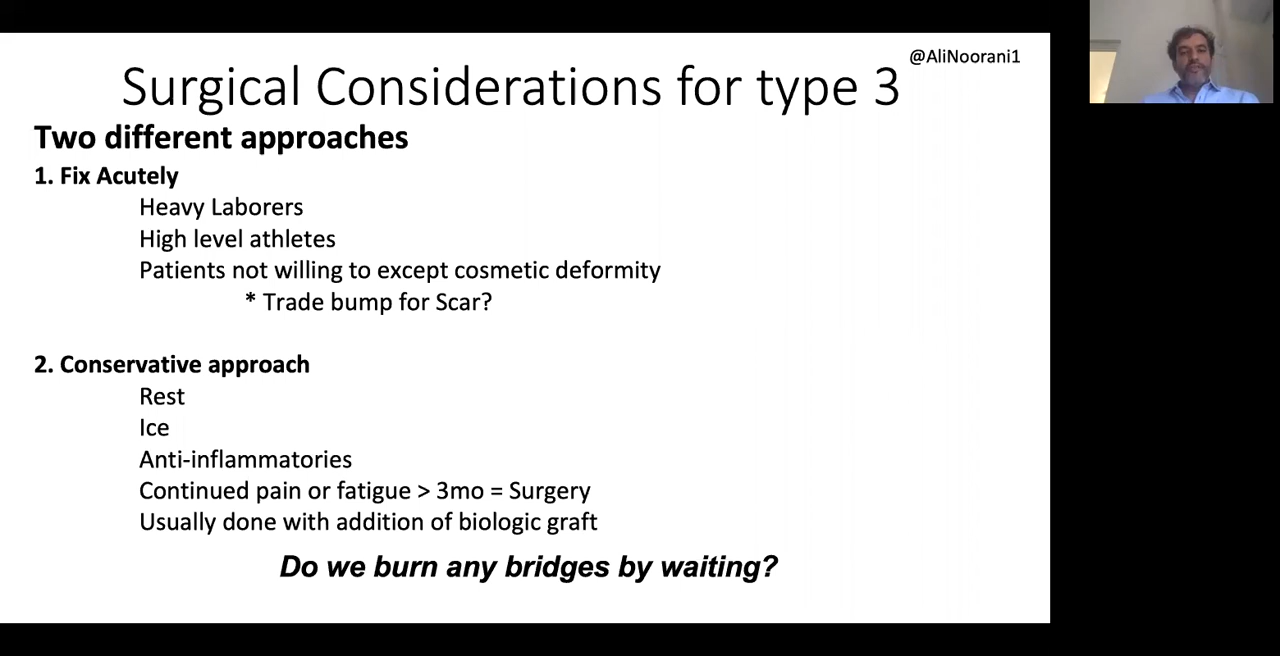 @AliNoorani1
Surgical Considerations for type 3
Two different approaches
1. Fix Acutely
Heavy Laborers
High level athletes
Patients not willing to except cosmetic deformity
* Trade bump for Scar?
2. Conservative approach
Rest
Ice
Anti-inflammatories
Continued pain or fatigue > 3mo = Surgery
Usually done with addition of biologic graft
Do we burn any bridges by waiting?